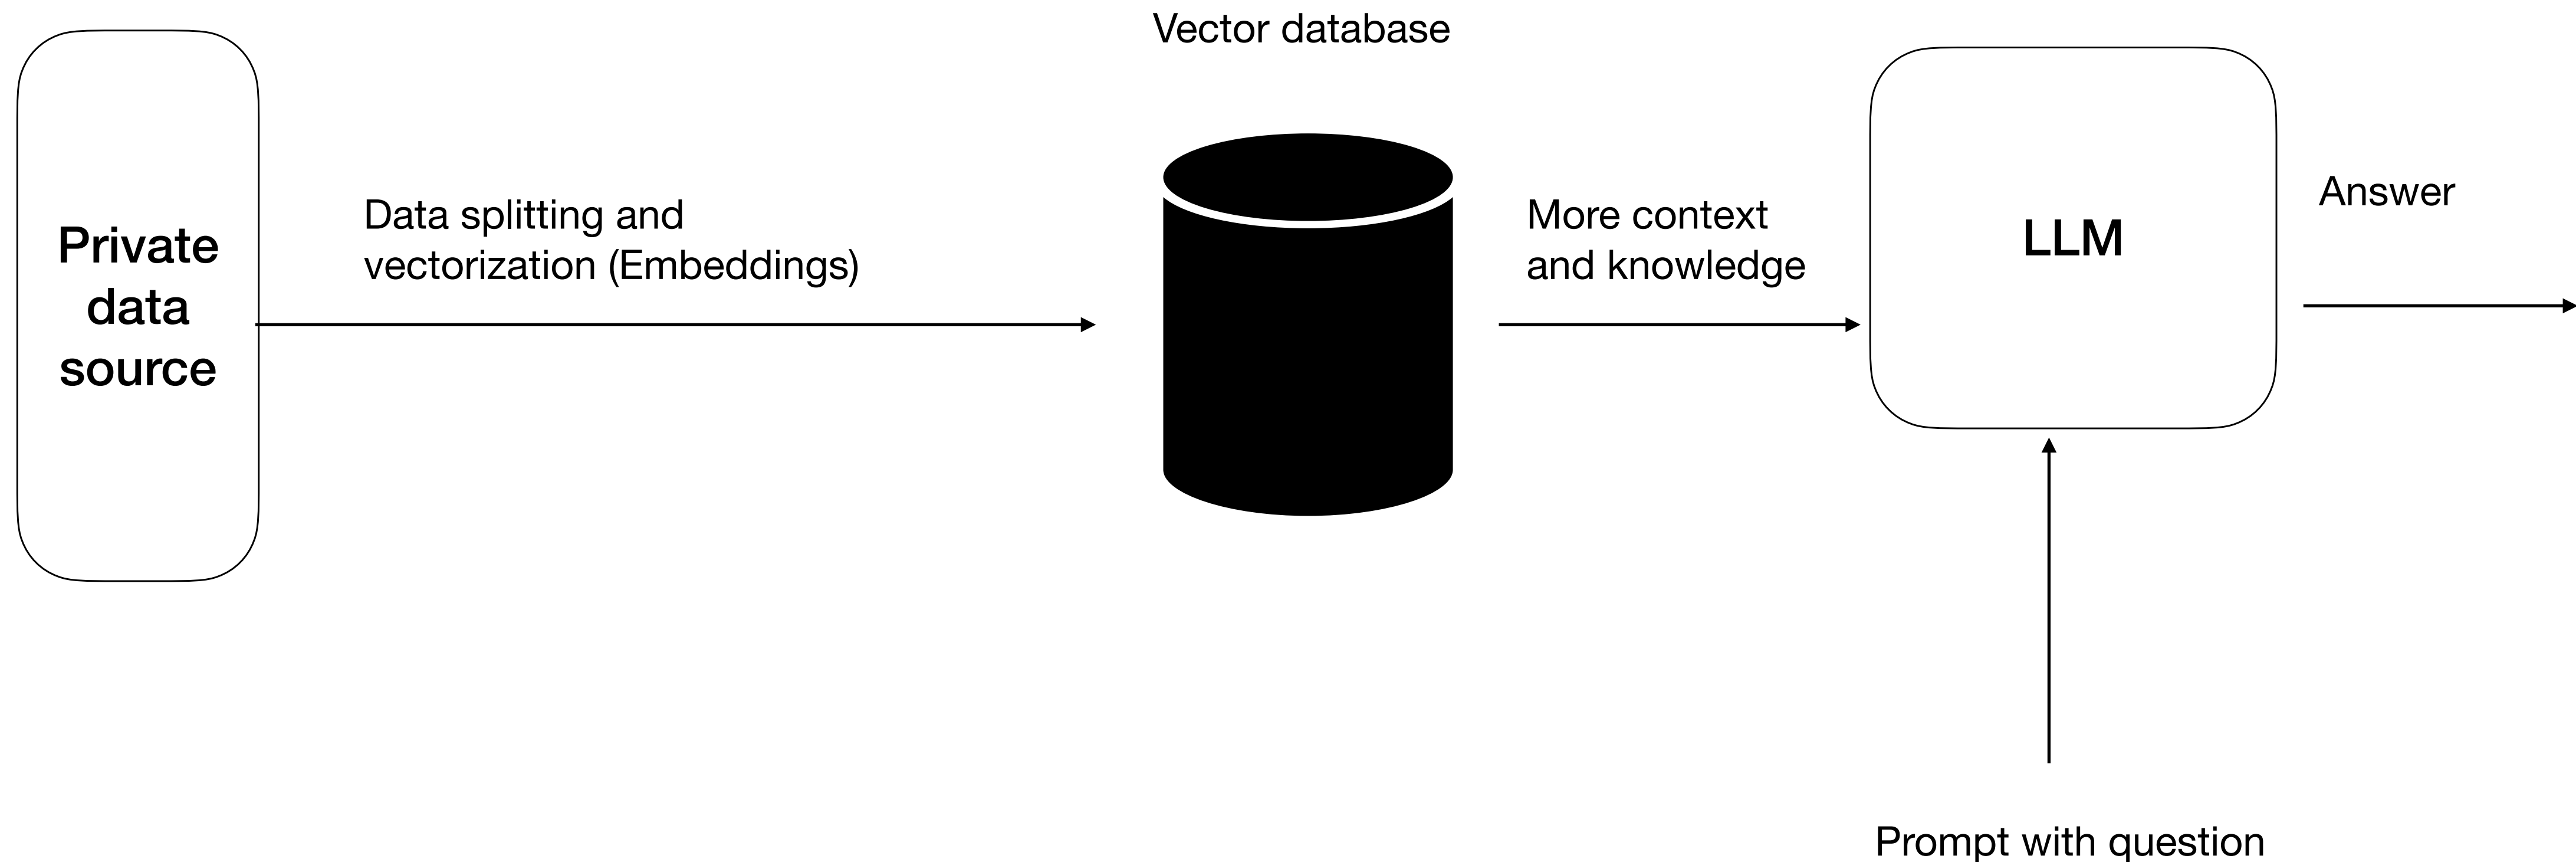 Vector database
Private
data
source
Data splitting and
vectorization (Embeddings)
More context
and knowledge
LLM
Answer
Prompt with question